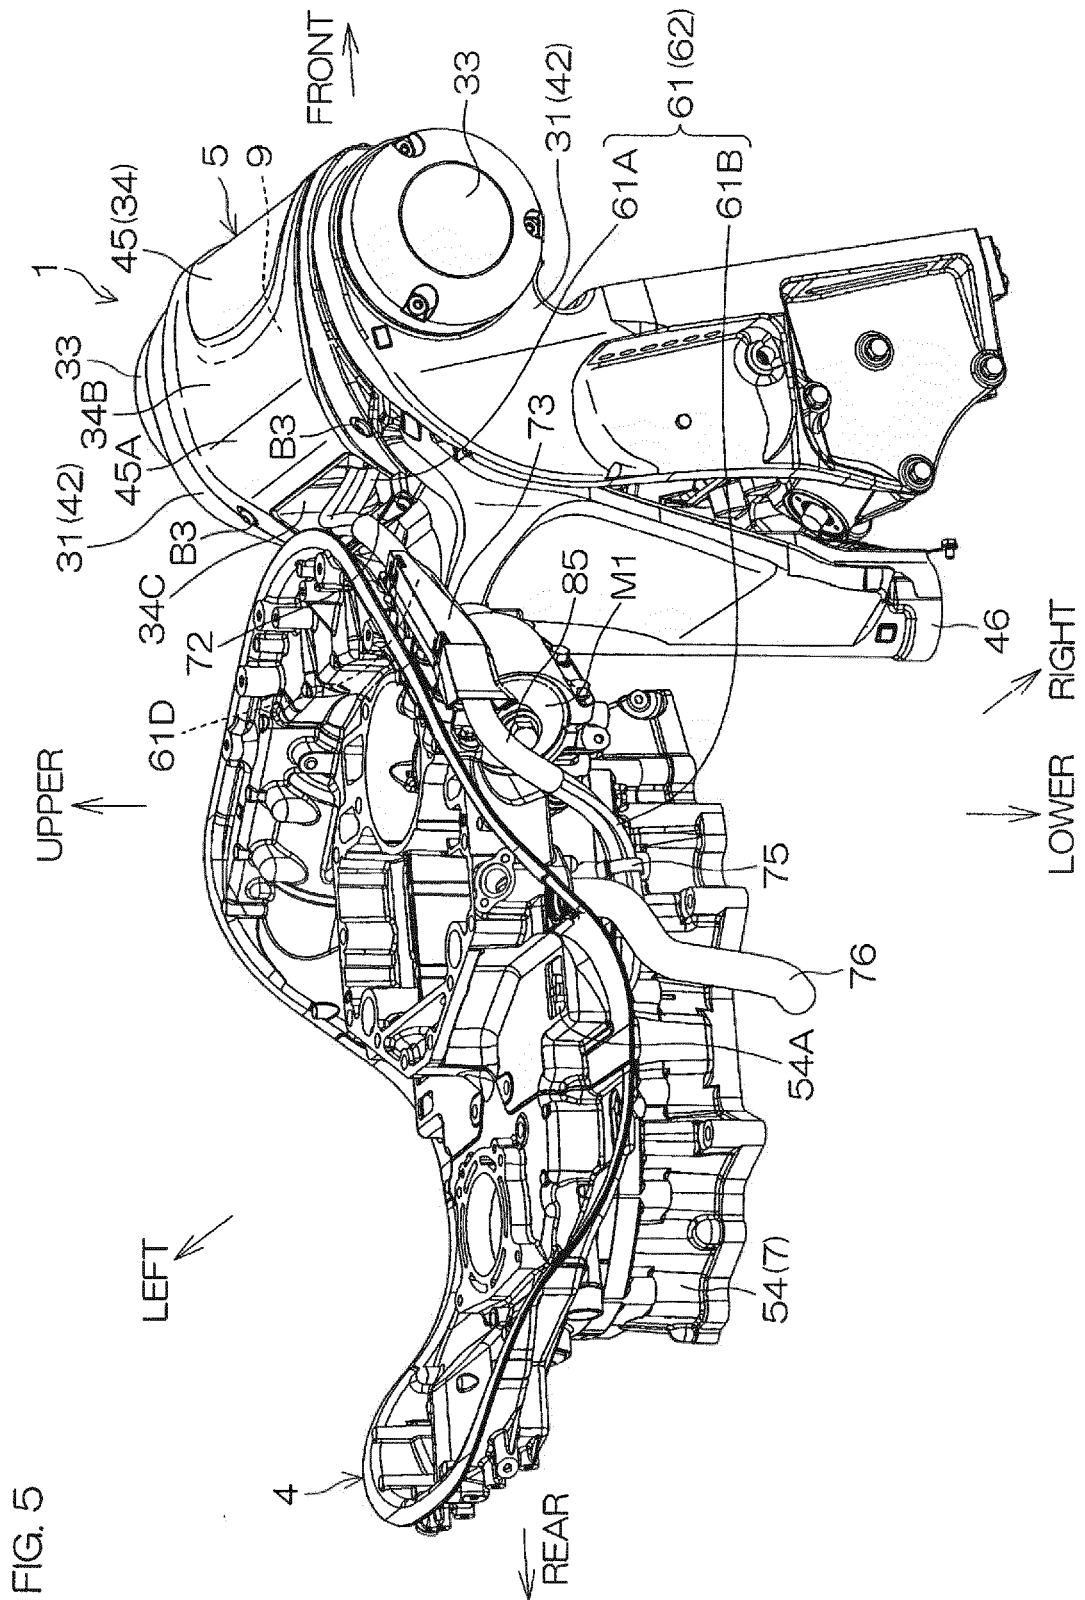 FIG. 5
FRONT
1
5
45(34)
9
33
33
34B
45A
31(42)
B3
B3
34C
72
61D
31(42)
61A
61(62)
61B
73
85
M1
46
RIGHT
LOWER
UPPER
75
76
54A
54(7)
LEFT
4
REAR